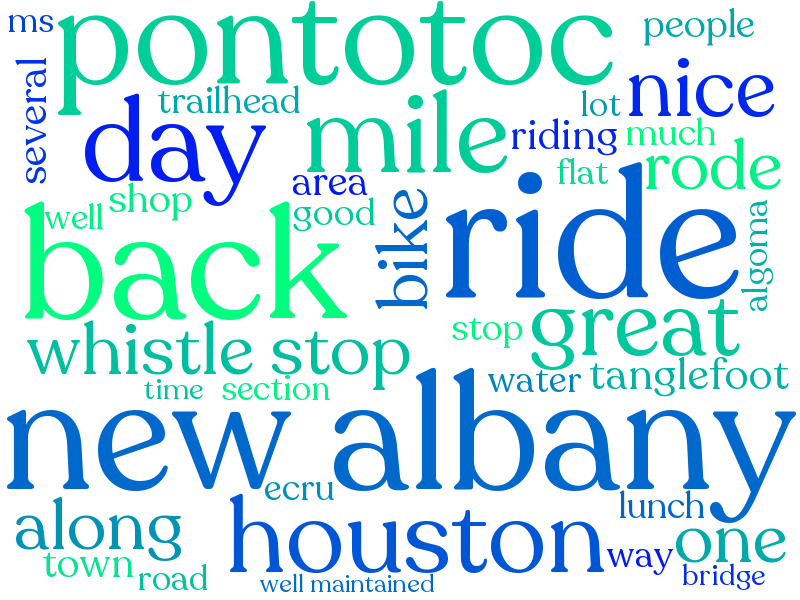 ms
pontotoc
people
several
trailhead
lot
nice
day
mile
riding
much
area
flat
rode
shop
well
good
back
bike
ride
algoma
whistle stop
stop
great
time
section
water
tanglefoot
new albany
ecru
along
houston
lunch
one
town
road
way
well maintained
bridge